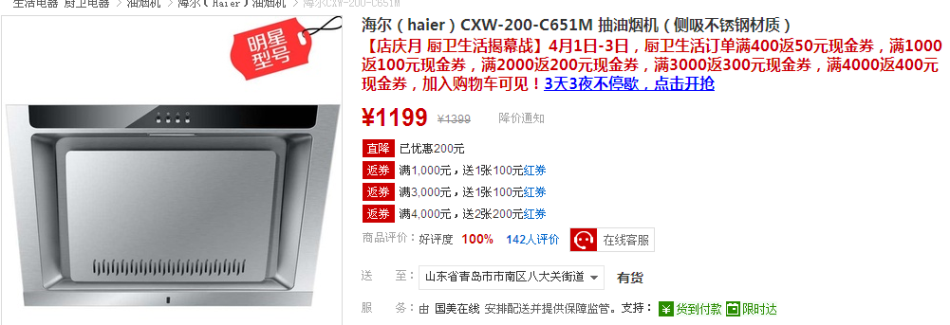 生活电器 厨卫电器 > 油烟机 > 海尔(Haier)油烟机 > 海尔CXW-200-C651M
明星
型号
海尔（haier）CXW-200-C651M 抽油烟机（侧吸不锈钢材质）
【店庆月 厨卫生活揭幕战】4月1日-3日，厨卫生活订单满400返50元现金券，满1000
返100元现金券，满2000返200元现金券，满3000返300元现金券，满4000返400元
现金券，加入购物车可见！3天3夜不停歇，点击开抢
¥1199 ¥1399 降价通知
直降 已优惠200元
返券 满1,000元，送1张100元红券
返券 满3,000元，送1张100元红券
返券 满4,000元，送2张200元红券
商品评价：好评度 100% 142人评价 在线客服
送 至： 山东省青岛市市南区八大关街道 有货
服 务：由 国美在线 安排配送并提供保障监管。支持： ¥ 货到付款 限时达